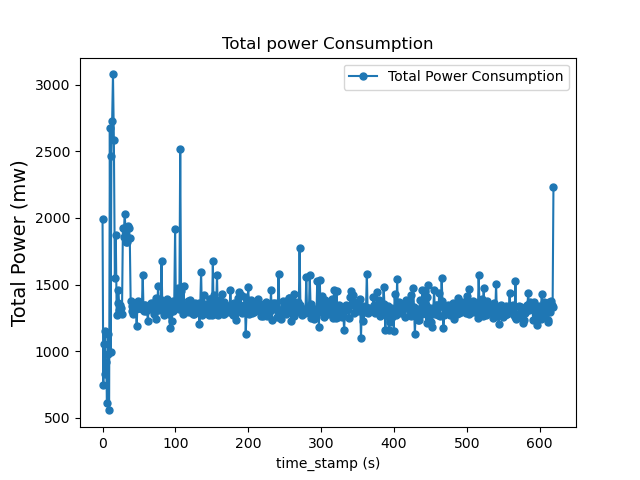 Total power Consumption
Total Power Consumption
Total Power (mw)
3000
2500
2000
1500
1000
500
0 100 200 300 400 500 600
time_stamp (s)